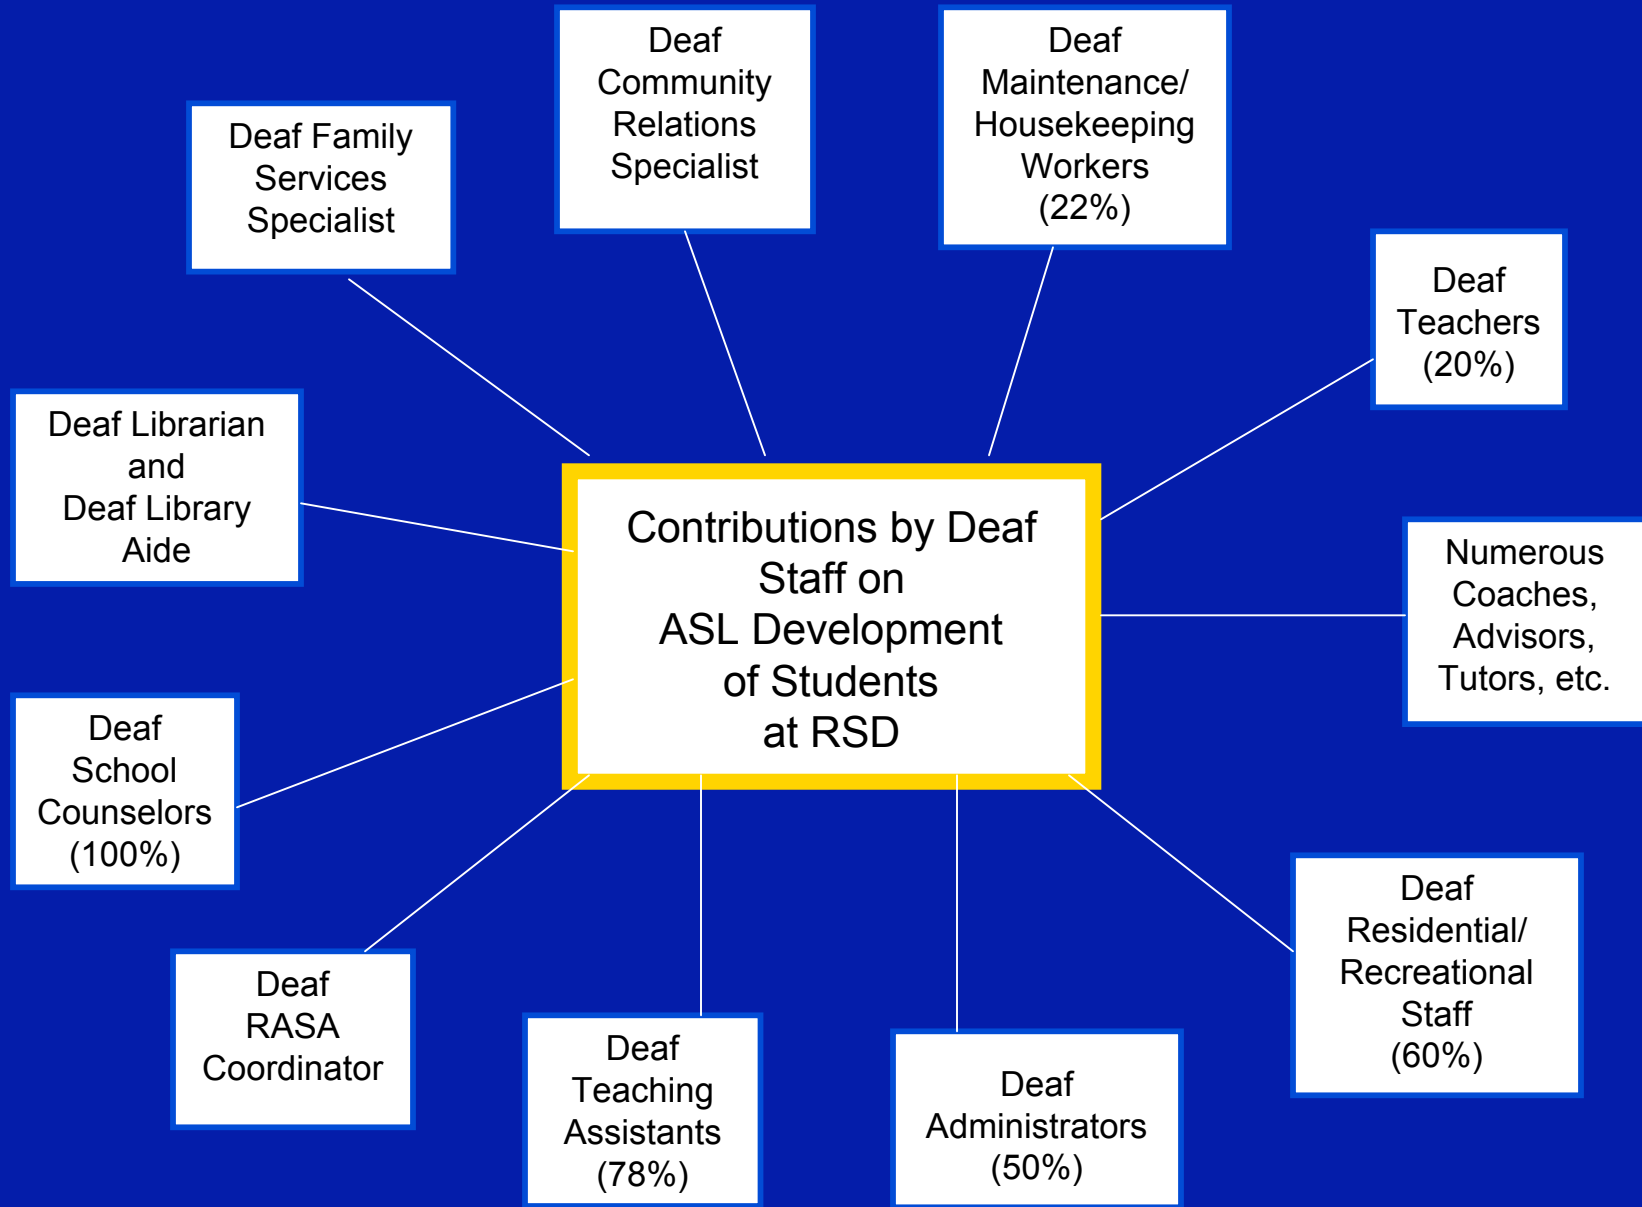 Deaf
Community
Relations
Specialist
Deaf
Maintenance/
Housekeeping
Workers
(22%)
Deaf Family
Services
Specialist
Deaf
Teachers
(20%)
Deaf Librarian
and
Deaf Library
Aide
Contributions by Deaf
Staff on
ASL Development
of Students
at RSD
Numerous
Coaches,
Advisors,
Tutors, etc.
Deaf
School
Counselors
(100%)
Deaf
Residential/
Recreational
Staff
(60%)
Deaf
RASA
Coordinator
Deaf
Teaching
Assistants
(78%)
Deaf
Administrators
(50%)